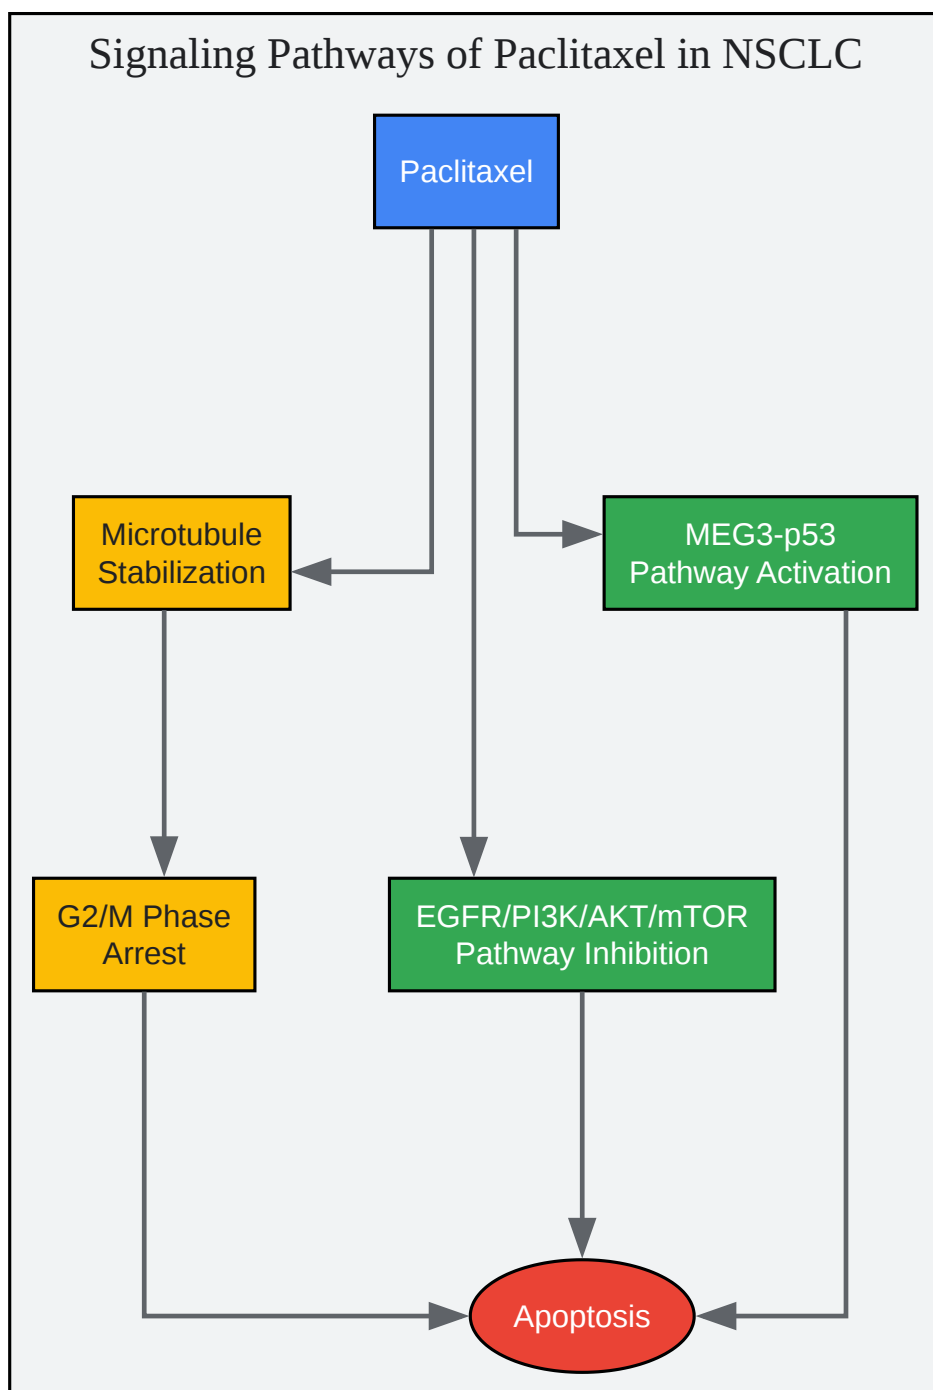 Signaling Pathways of Paclitaxel in NSCLC
Paclitaxel
Microtubule
Stabilization
MEG3-p53
Pathway Activation
G2/M Phase
Arrest
EGFR/PI3K/AKT/mTOR
Pathway Inhibition
Apoptosis